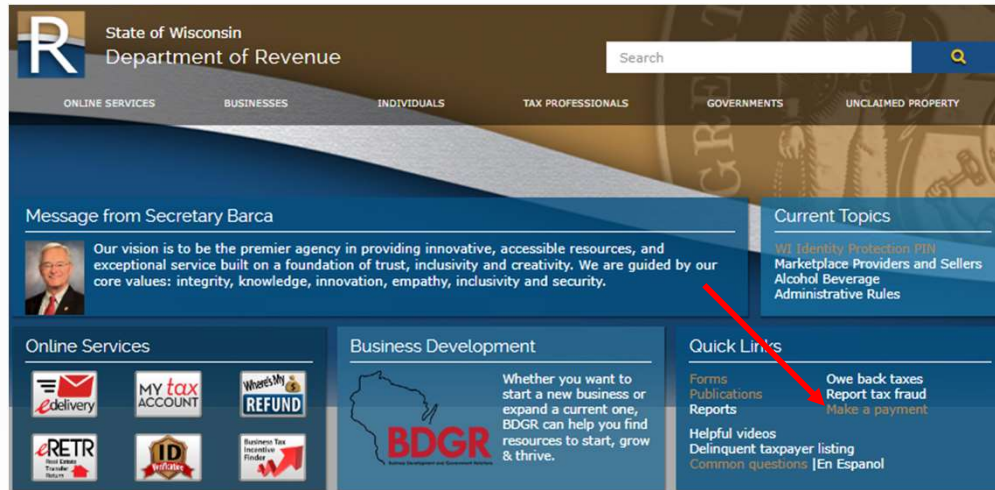 R
State of Wisconsin
Department of Revenue
Search
ONLINE SERVICES
BUSINESSES
INDIVIDUALS
TAX PROFESSIONALS
GOVERNMENTS
UNCLAIMED PROPERTY
Message from Secretary Barca
Our vision is to be the premier agency in providing innovative, accessible resources, and
exceptional service built on a foundation of trust, inclusivity and creativity. We are guided by our
core values: integrity, knowledge, innovation, empathy, inclusivity and security.
Current Topics
WI Identity Protection PIN
Marketplace Providers and Sellers
Alcohol Beverage
Administrative Rules
Online Services
edelivery
MY tax
ACCOUNT
Where's My
REFUND
eRETR
Real Estate
Transfer
Return
ID
Verification
Business Tax
Incentive
Finder
Business Development
BDGR
Whether you want to
start a new business or
expand a current one,
BDGR can help you find
resources to start, grow
& thrive.
Quick Links
Forms
Publications
Reports
Owe back taxes
Report tax fraud
Make a payment
Helpful videos
Delinquent taxpayer listing
Common questions |En Espanol